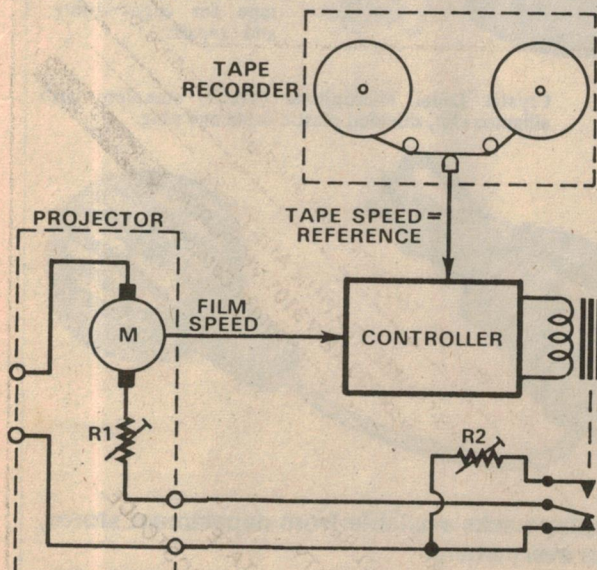 TAPE
RECORDER
PROJECTOR
TAPE SPEED =
REFERENCE
FILM
SPEED
M
CONTROLLER
R1
R2